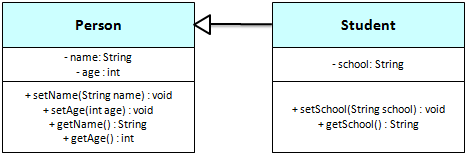 Person
- name: String
- age : int
+ setName(String name) : void
+ setAge(int age) : void
+ getName() : String
+ getAge() : int
Student
- school: String
+ setSchool(String school) : void
+ getSchool() : String